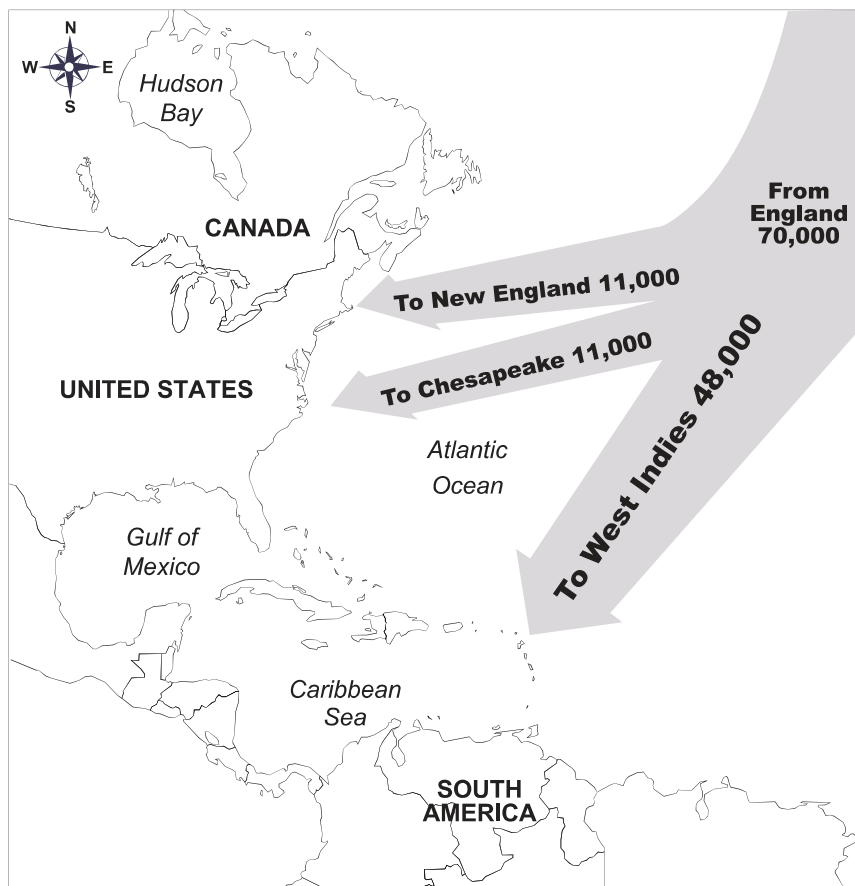 N
W E
S
Hudson
Bay
CANADA
From
England
70,000
To New England 11,000
To Chesapeake 11,000
To West Indies 48,000
UNITED STATES
Atlantic
Ocean
Gulf of
Mexico
Caribbean
Sea
SOUTH
AMERICA